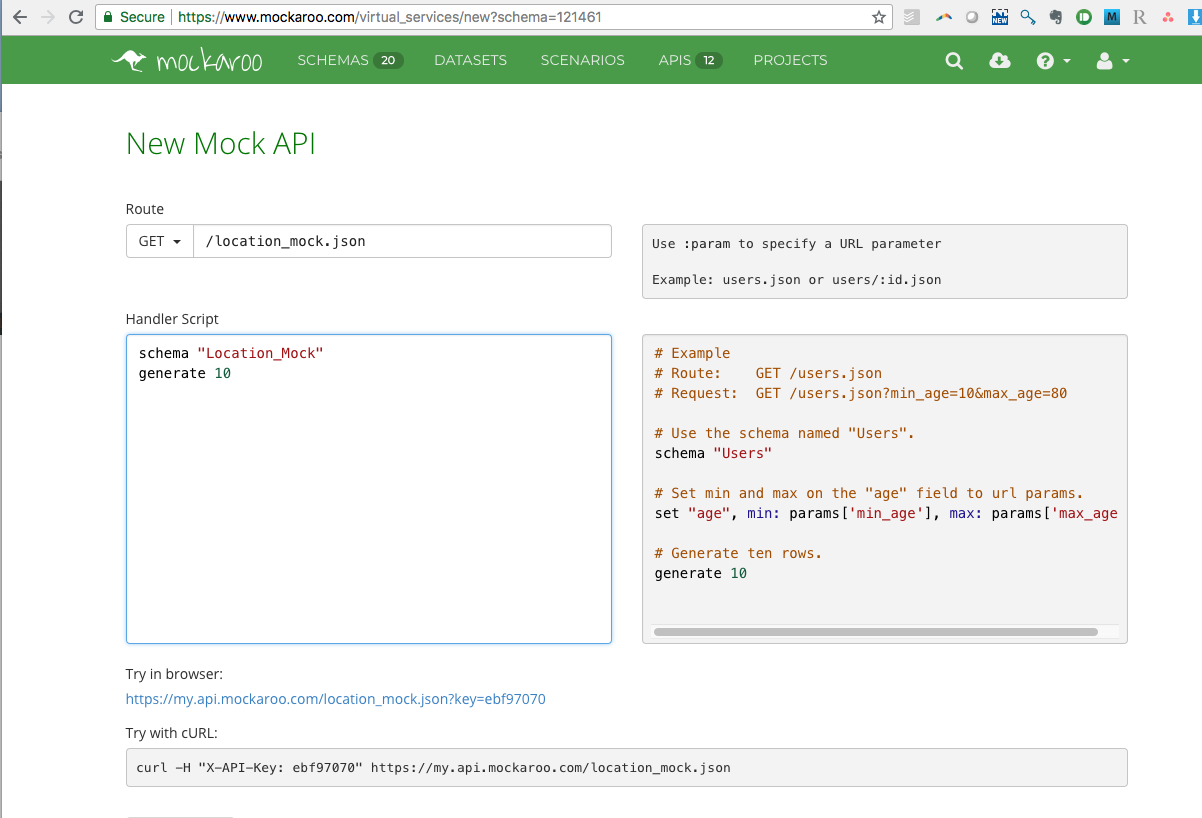 Secure https://www.mockaroo.com/virtual_services/new?schema=121461
NEW M R
mockaroo SCHEMAS 20 DATASETS SCENARIOS APIS 12 PROJECTS ?
New Mock API
Route
GET /location_mock.json
Use :param to specify a URL parameter
Example: users.json or users/:id.json
Handler Script
schema "Location_Mock"
generate 10
# Example
# Route:    GET /users.json
# Request:  GET /users.json?min_age=10&max_age=80
# Use the schema named "Users".
schema "Users"
# Set min and max on the "age" field to url params.
set "age", min: params['min_age'], max: params['max_age
# Generate ten rows.
generate 10
Try in browser:
https://my.api.mockaroo.com/location_mock.json?key=ebf97070
Try with cURL:
curl -H "X-API-Key: ebf97070" https://my.api.mockaroo.com/location_mock.json